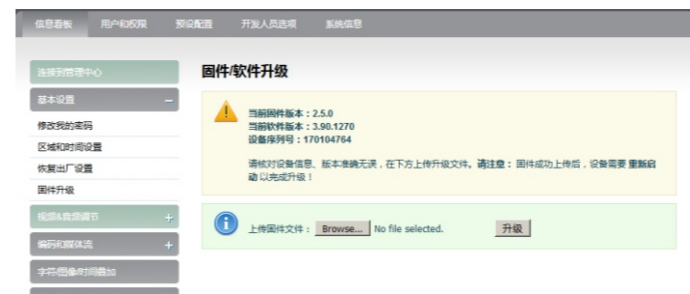 信息看板 用户和权限 预设配置 开发人员选项 系统信息
连接到管理中心
固件/软件升级
基本设置
修改我的密码
区域和时间设置
恢复出厂设置
固件升级
视频&音频调节
编码和媒体流
字符/图像/时间叠加
当前固件版本：2.5.0
当前软件版本：3.90.1270
设备序列号：170104764
请核对设备信息、版本准确无误，在下方上传升级文件。请注意：固件成功上传后，设备需要 重新启
动 以完成升级！
上传固件文件： Browse... No file selected. 升级